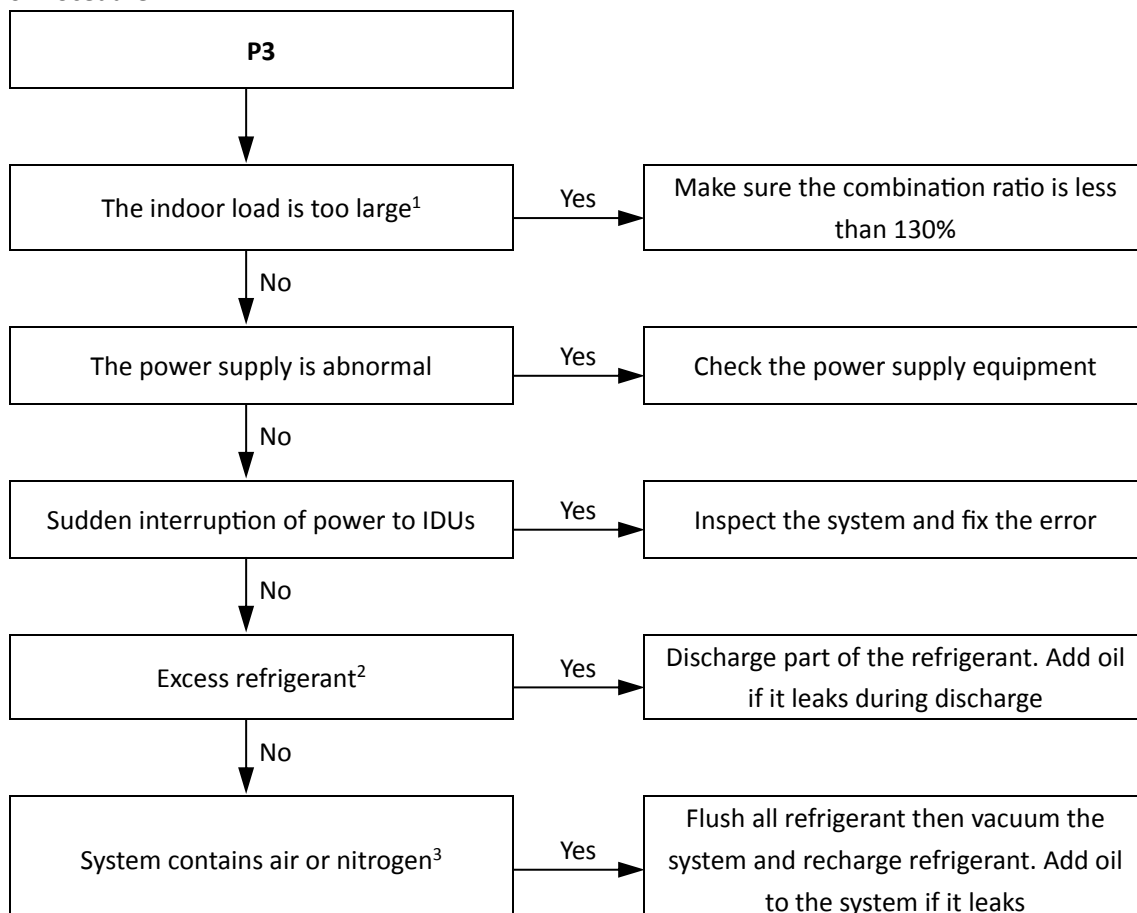 P3
The indoor load is too large1
Yes
Make sure the combination ratio is less
than 130%
No
The power supply is abnormal
Yes
Check the power supply equipment
No
Sudden interruption of power to IDUs
Yes
Inspect the system and fix the error
No
Excess refrigerant2
Yes
Discharge part of the refrigerant. Add oil
if it leaks during discharge
No
System contains air or nitrogen3
Yes
Flush all refrigerant then vacuum the
system and recharge refrigerant. Add oil
to the system if it leaks